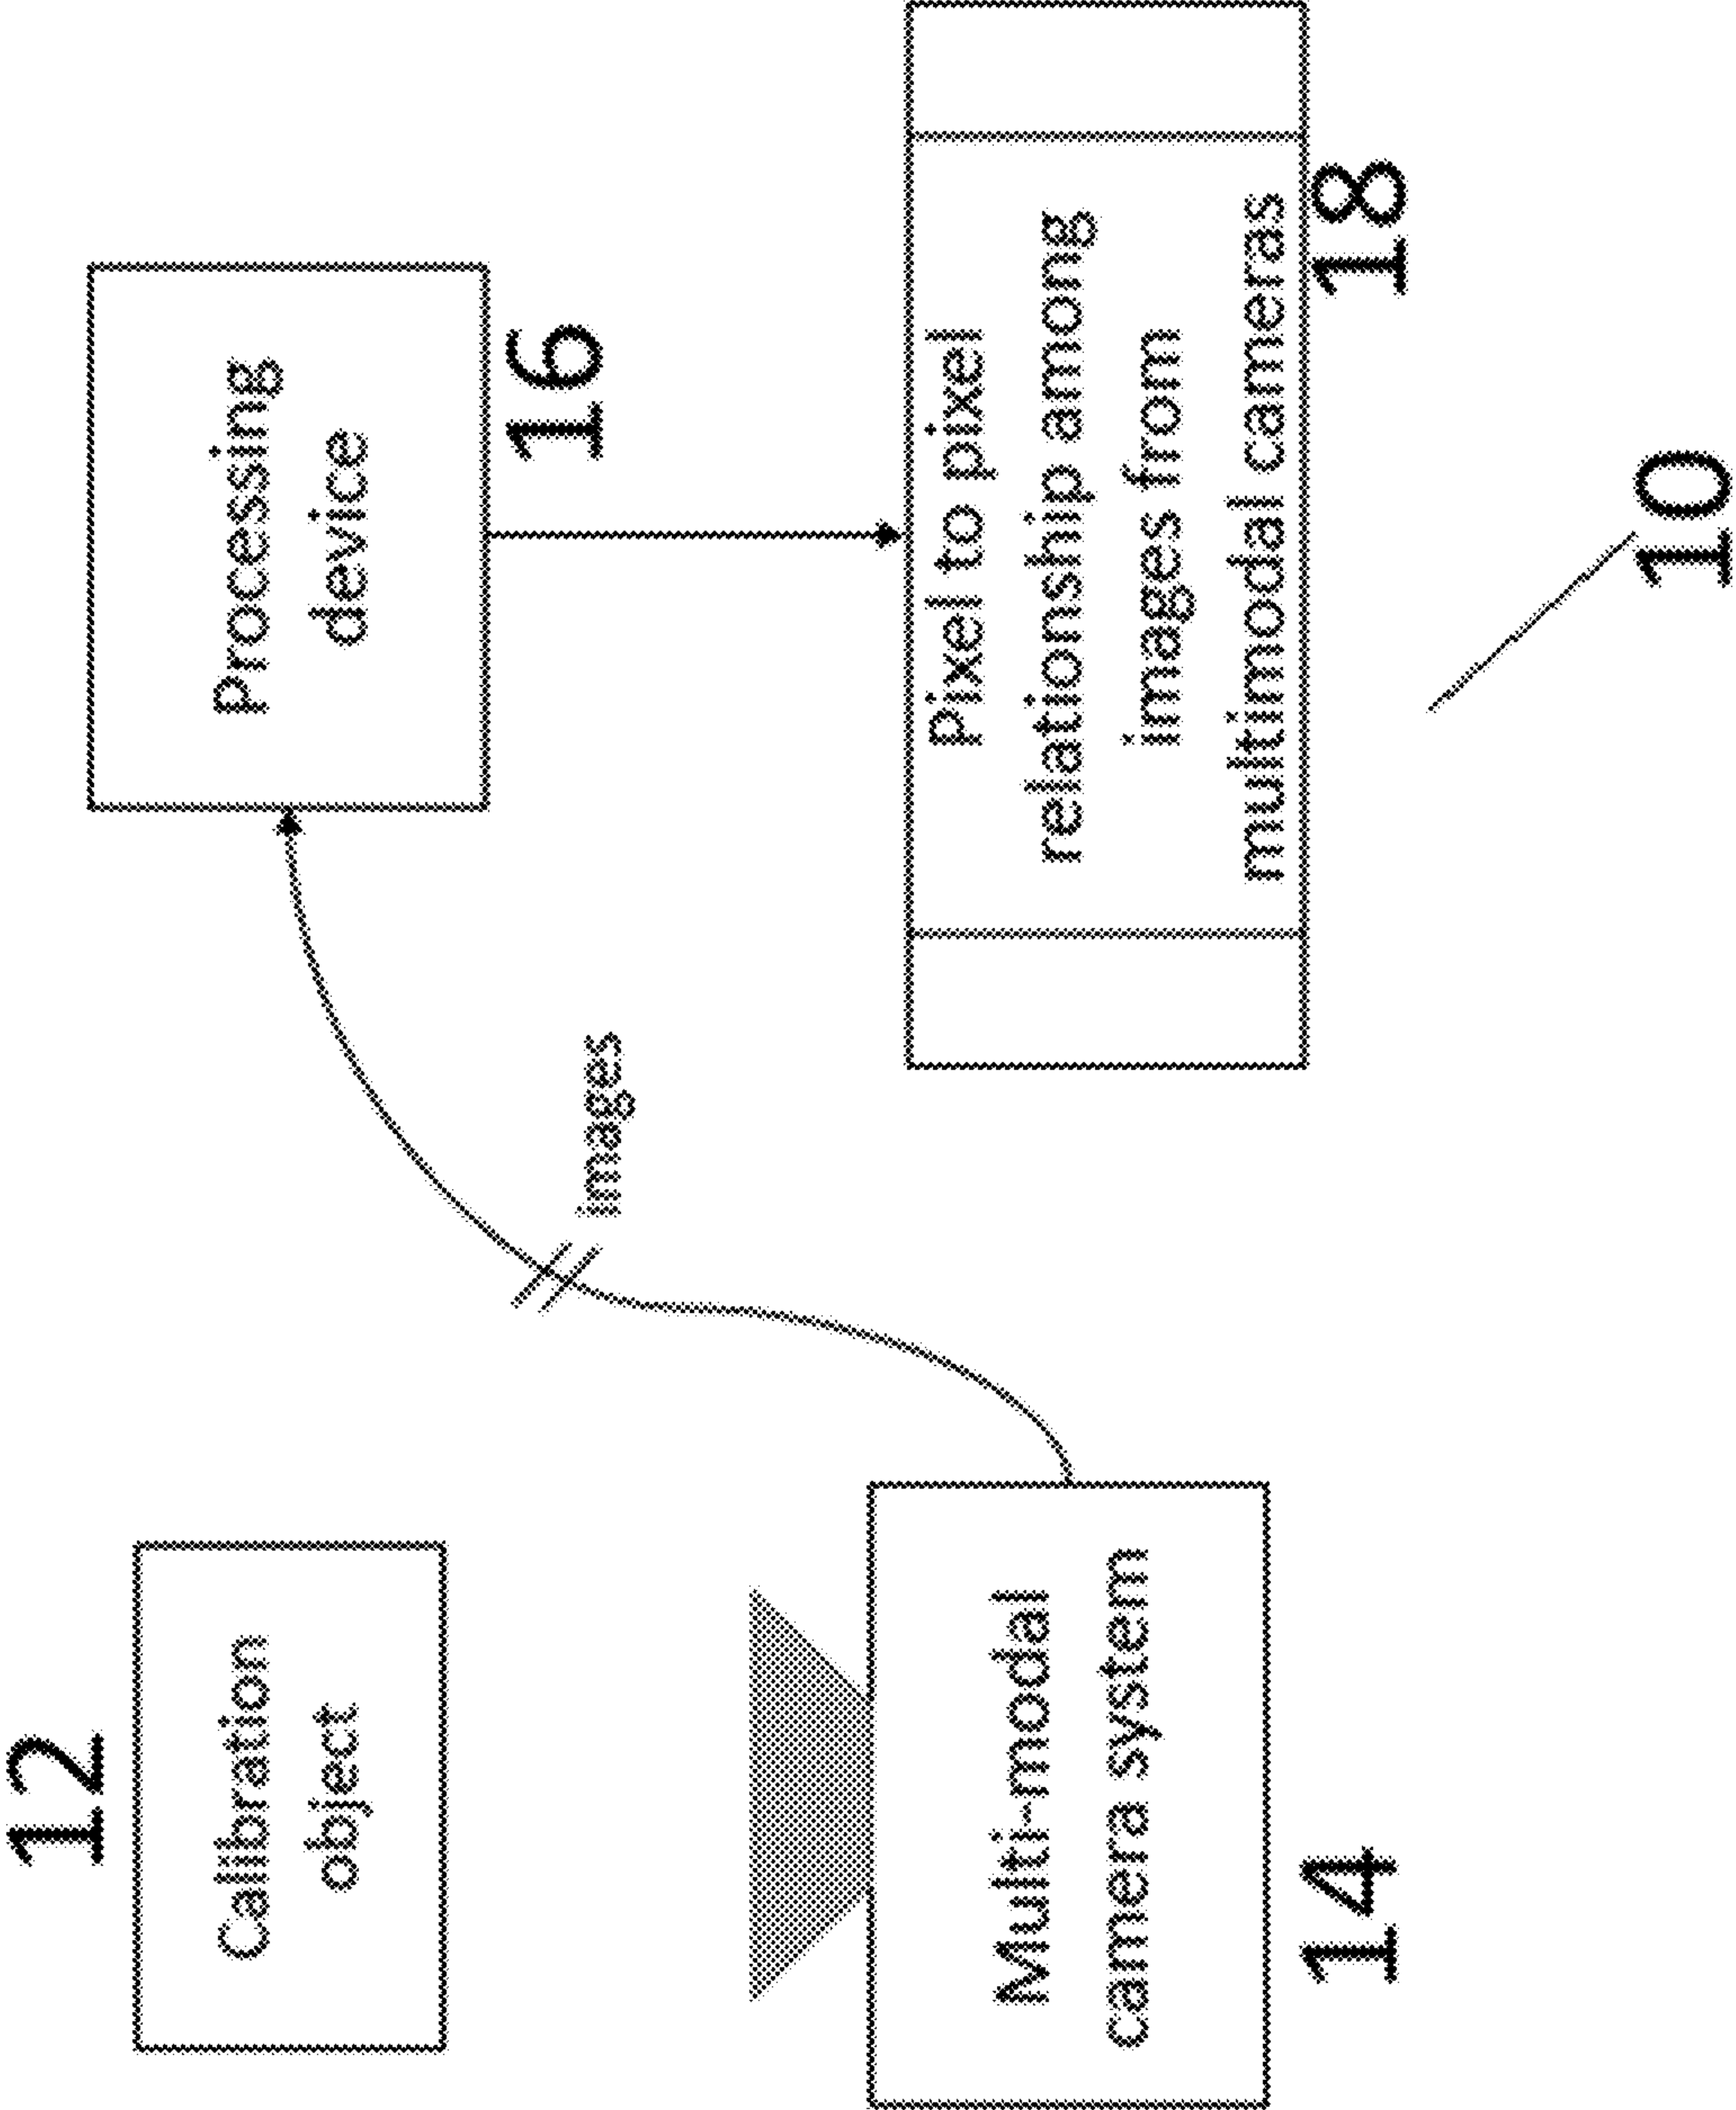 12
Calibration
object
Multi-modal
camera system
14
images
Processing
device
16
Pixel to pixel
relationship among
images from
multimodal cameras
18
10